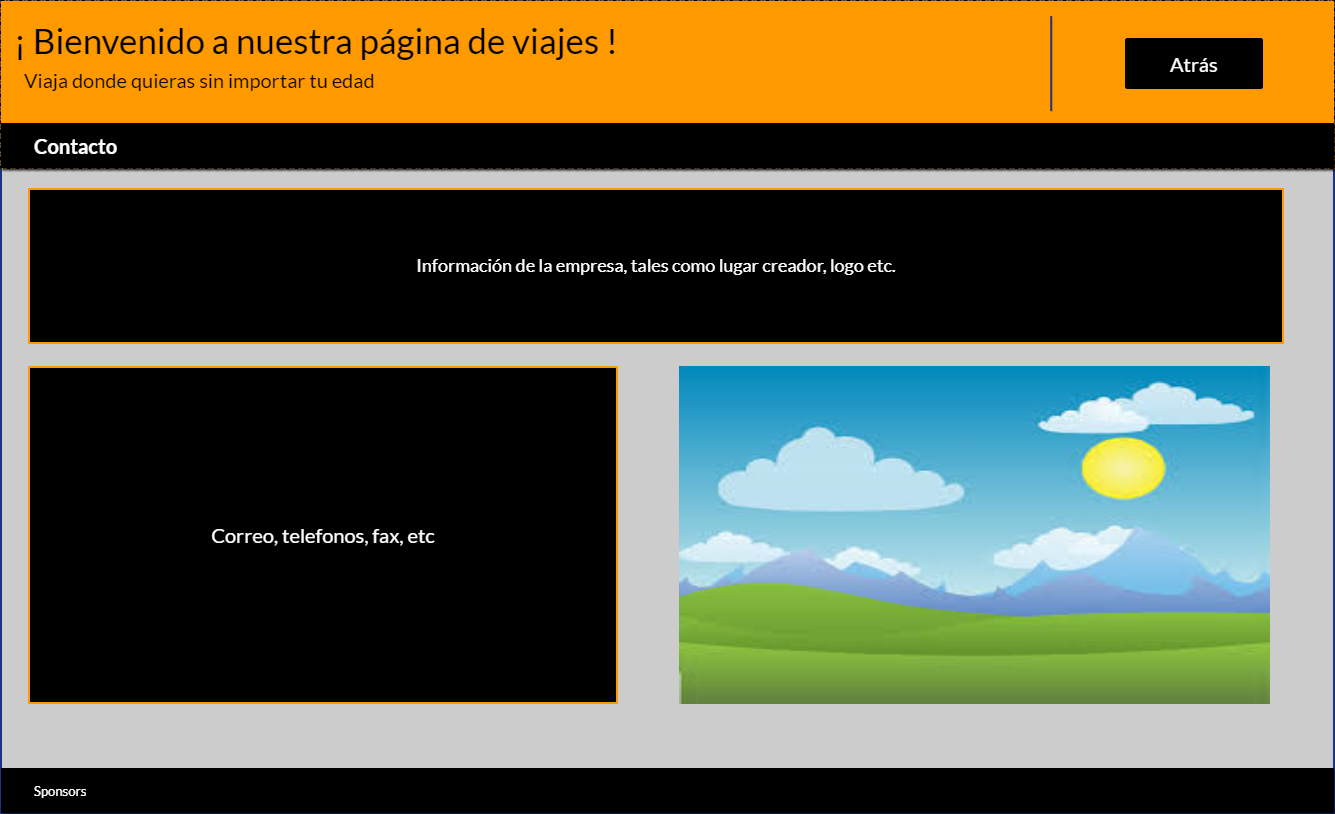 ¡ Bienvenido a nuestra página de viajes !
Viaja donde quieras sin importar tu edad
Atrás
Contacto
Información de la empresa, tales como lugar creador, logo etc.
Correo, telefonos, fax, etc
Sponsors